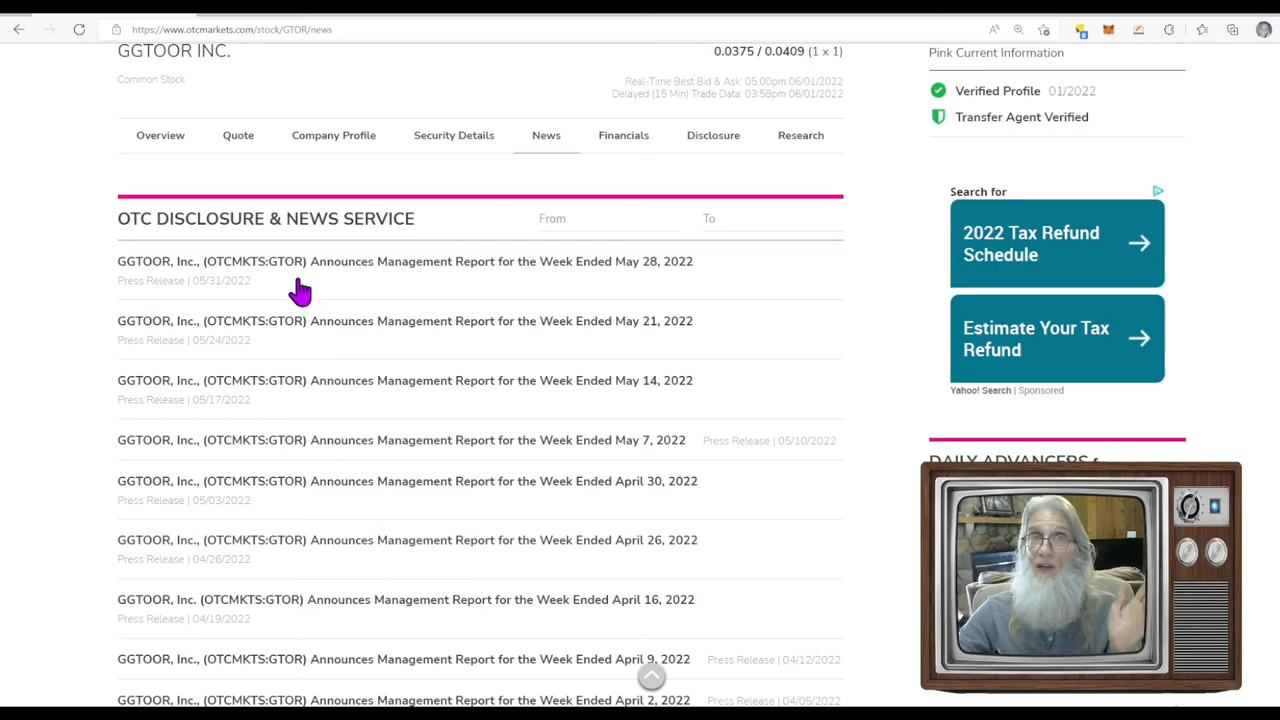 https://www.otcmarkets.com/stock/GTOR/news
GGTOOR INC.
0.0375 / 0.0409 (1 x 1)
Common Stock
Real-Time Best Bid & Ask: 05:00pm 06/01/2022
Delayed (15 Min) Trade Data: 03:58pm 06/01/2022
Overview Quote Company Profile Security Details News Financials Disclosure Research
OTC DISCLOSURE & NEWS SERVICE
From To
GGTOOR, Inc., (OTCMKTS:GTOR) Announces Management Report for the Week Ended May 28, 2022
Press Release | 05/31/2022
GGTOOR, Inc., (OTCMKTS:GTOR) Announces Management Report for the Week Ended May 21, 2022
Press Release | 05/24/2022
GGTOOR, Inc., (OTCMKTS:GTOR) Announces Management Report for the Week Ended May 14, 2022
Press Release | 05/17/2022
GGTOOR, Inc., (OTCMKTS:GTOR) Announces Management Report for the Week Ended May 7, 2022 Press Release | 05/10/2022
GGTOOR, Inc., (OTCMKTS:GTOR) Announces Management Report for the Week Ended April 30, 2022
Press Release | 05/03/2022
GGTOOR, Inc., (OTCMKTS:GTOR) Announces Management Report for the Week Ended April 26, 2022
Press Release | 04/26/2022
GGTOOR, Inc. (OTCMKTS:GTOR) Announces Management Report for the Week Ended April 16, 2022
Press Release | 04/19/2022
GGTOOR, Inc., (OTCMKTS:GTOR) Announces Management Report for the Week Ended April 9, 2022 Press Release | 04/12/2022
GGTOOR, Inc., (OTCMKTS:GTOR) Announces Management Report for the Week Ended April 2, 2022 Press Release | 04/05/2022
Pink Current Information
Verified Profile 01/2022
Transfer Agent Verified
Search for
2022 Tax Refund
Schedule
Estimate Your Tax
Refund
Yahoo! Search | Sponsored
DAILY ADVANCERS